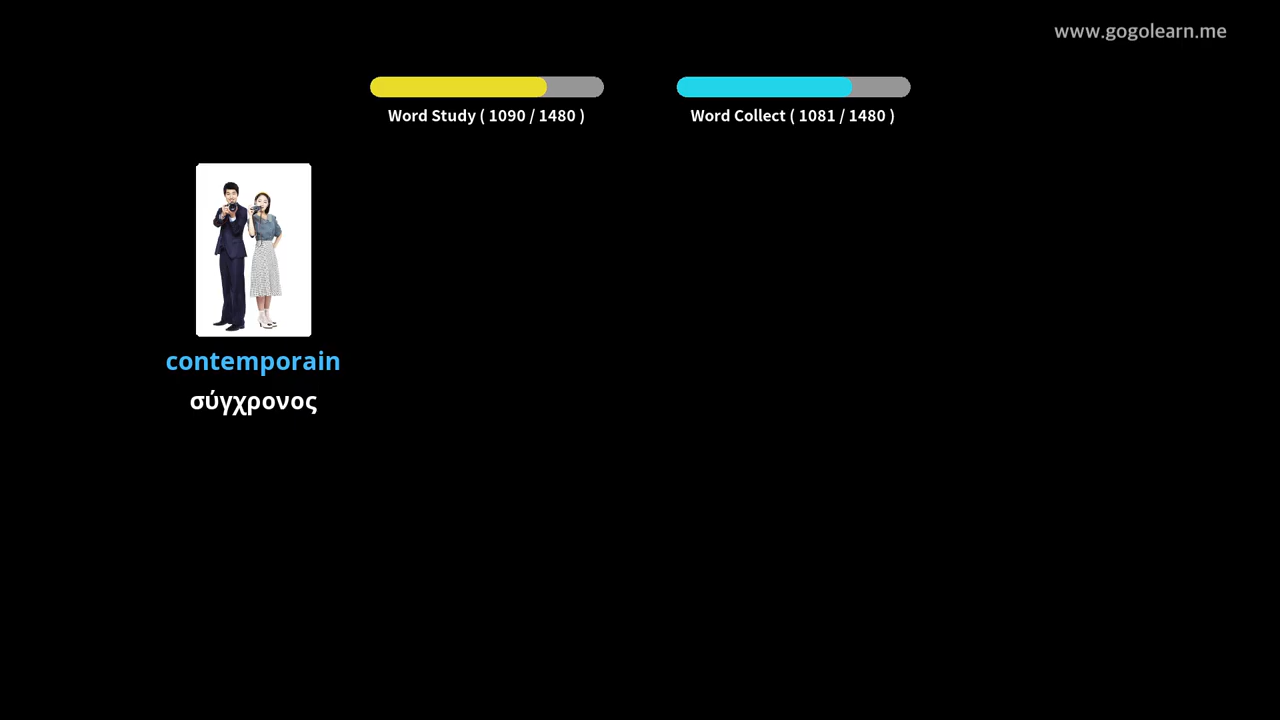 www.gogolearn.me
Word Study ( 1090 / 1480 )
Word Collect ( 1081 / 1480 )
contemporain
σύγχρονος